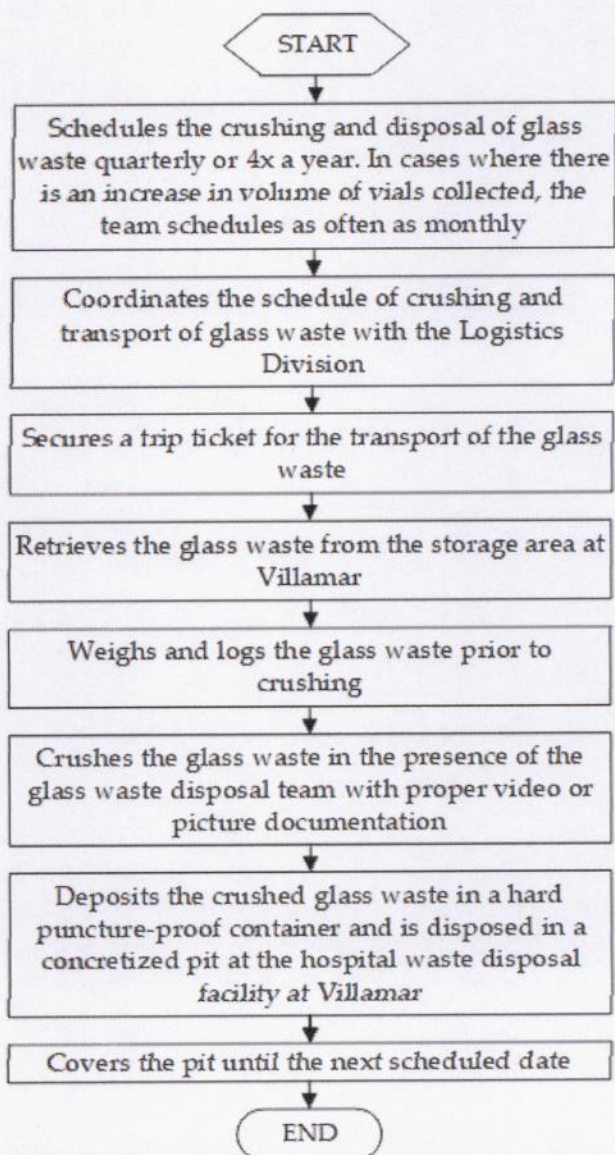 START
Schedules the crushing and disposal of glass
waste quarterly or 4x a year. In cases where there
is an increase in volume of vials collected, the
team schedules as often as monthly
Coordinates the schedule of crushing and
transport of glass waste with the Logistics
Division
Secures a trip ticket for the transport of the glass
waste
Retrieves the glass waste from the storage area at
Villamar
Weighs and logs the glass waste prior to
crushing
Crushes the glass waste in the presence of the
glass waste disposal team with proper video or
picture documentation
Deposits the crushed glass waste in a hard
puncture-proof container and is disposed in a
concretized pit at the hospital waste disposal
facility at Villamar
Covers the pit until the next scheduled date
END